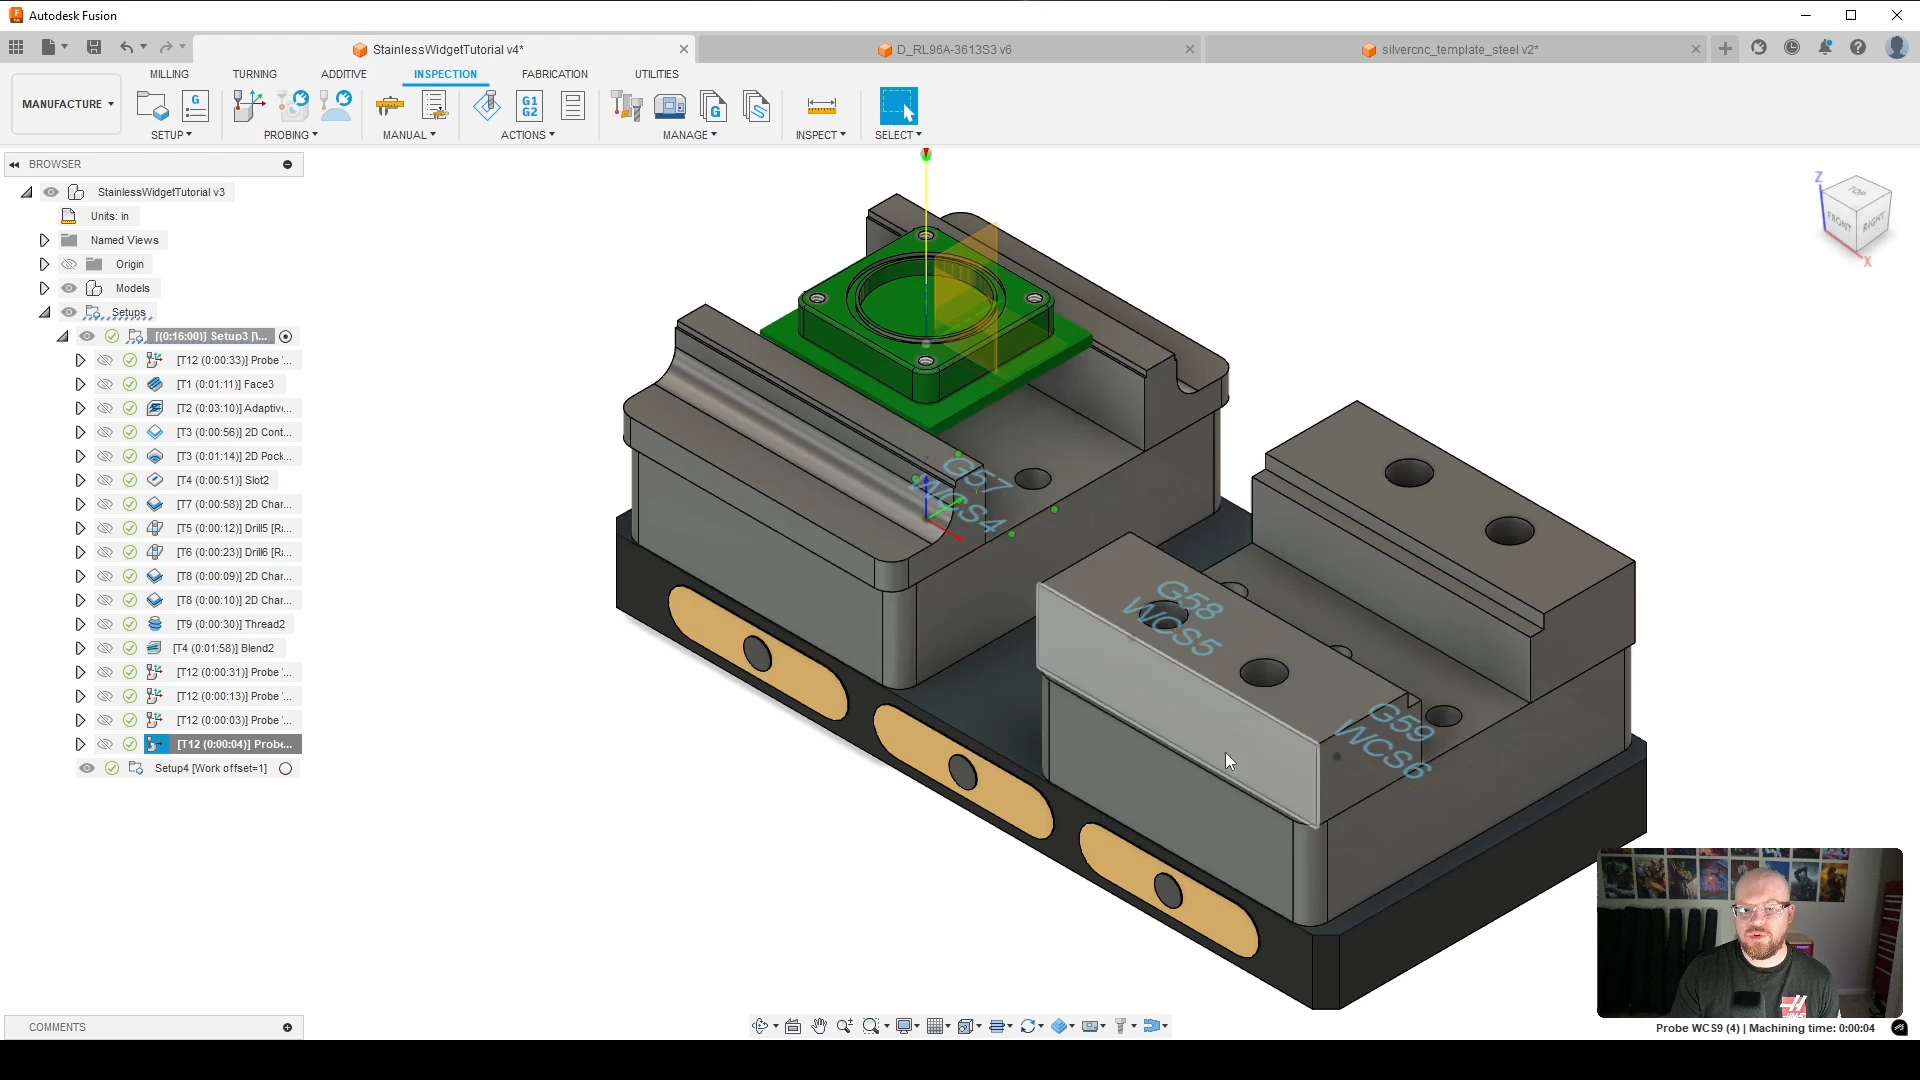 Autodesk Fusion
StainlessWidgetTutorial v4*
D_RL96A-3613S3 v6
silvercnc_template_steel v2*
MILLING
TURNING
ADDITIVE
INSPECTION
FABRICATION
UTILITIES
MANUFACTURE
G
G1
G2
G
SETUP
PROBING
MANUAL
ACTIONS
MANAGE
INSPECT
SELECT
BROWSER
StainlessWidgetTutorial v3
Units: in
Named Views
Origin
Models
Setups
[(0:16:00)] Setup3 [\...
[T12 (0:00:33)] Probe '...
[T1 (0:01:11)] Face3
[T2 (0:03:10)] Adaptiv...
[T3 (0:00:56)] 2D Cont...
[T3 (0:01:14)] 2D Pock...
[T4 (0:00:51)] Slot2
[T7 (0:00:58)] 2D Char...
[T5 (0:00:12)] Drill5 [Ri...
[T6 (0:00:23)] Drill6 [Ri...
[T8 (0:00:09)] 2D Char...
[T8 (0:00:10)] 2D Char...
[T9 (0:00:30)] Thread2
[T4 (0:01:58)] Blend2
[T12 (0:00:31)] Probe '...
[T12 (0:00:13)] Probe '...
[T12 (0:00:03)] Probe '...
[T12 (0:00:04)] Probe...
Setup4 [Work offset=1]
G57
WCS4
G58
WCS5
G59
WCS6
Z
TOP
FRONT
RIGHT
X
COMMENTS
Probe WCS9 (4) | Machining time: 0:00:04